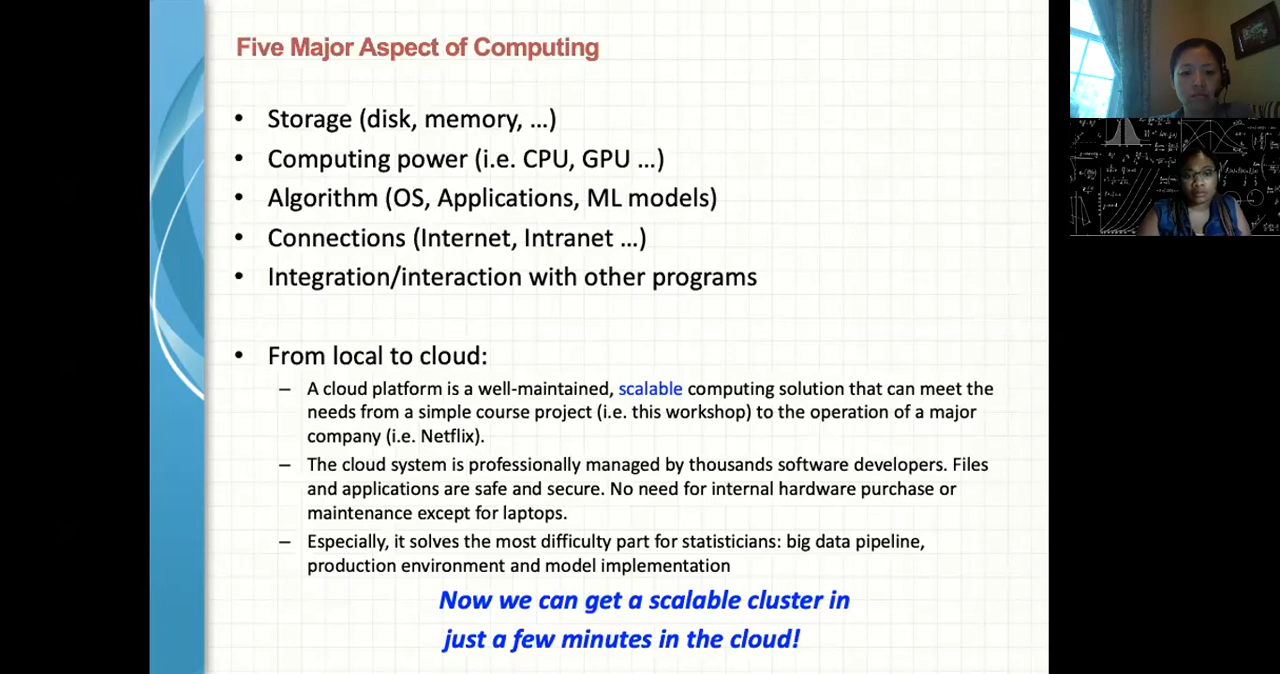 Five Major Aspect of Computing
• Storage (disk, memory, ...)
• Computing power (i.e. CPU, GPU ...)
• Algorithm (OS, Applications, ML models)
• Connections (Internet, Intranet ...)
• Integration/interaction with other programs
• From local to cloud:
– A cloud platform is a well-maintained, scalable computing solution that can meet the
needs from a simple course project (i.e. this workshop) to the operation of a major
company (i.e. Netflix).
– The cloud system is professionally managed by thousands software developers. Files
and applications are safe and secure. No need for internal hardware purchase or
maintenance except for laptops.
– Especially, it solves the most difficulty part for statisticians: big data pipeline,
production environment and model implementation
Now we can get a scalable cluster in
just a few minutes in the cloud!